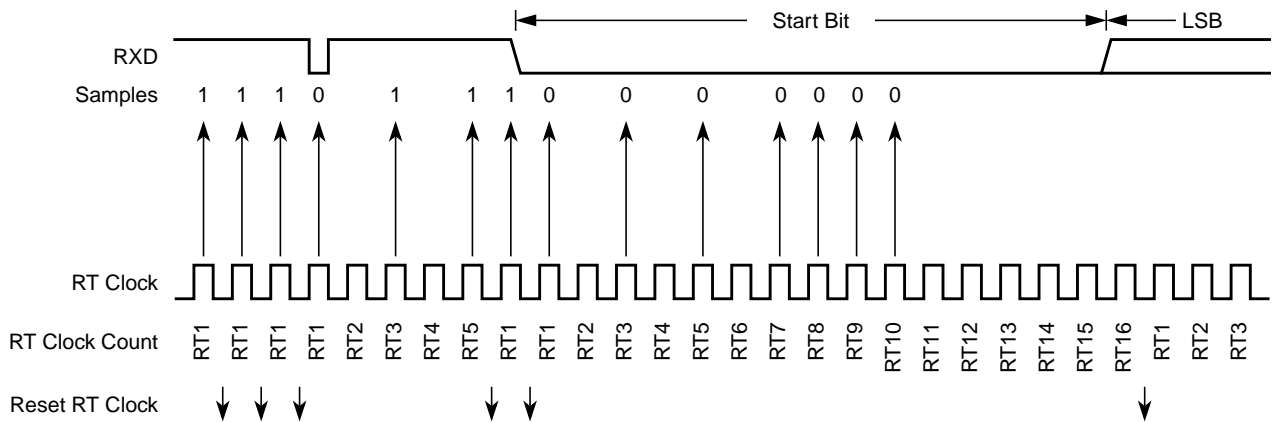 Start Bit LSB
RXD
Samples 1 1 1 0 1 1 1 0 0 0 0 0 0 0
RT Clock
RT Clock Count RT1 RT1 RT1 RT1 RT2 RT3 RT4 RT5 RT1 RT1 RT2 RT3 RT4 RT5 RT6 RT7 RT8 RT9 RT10 RT11 RT12 RT13 RT14 RT15 RT16 RT1 RT2 RT3
Reset RT Clock